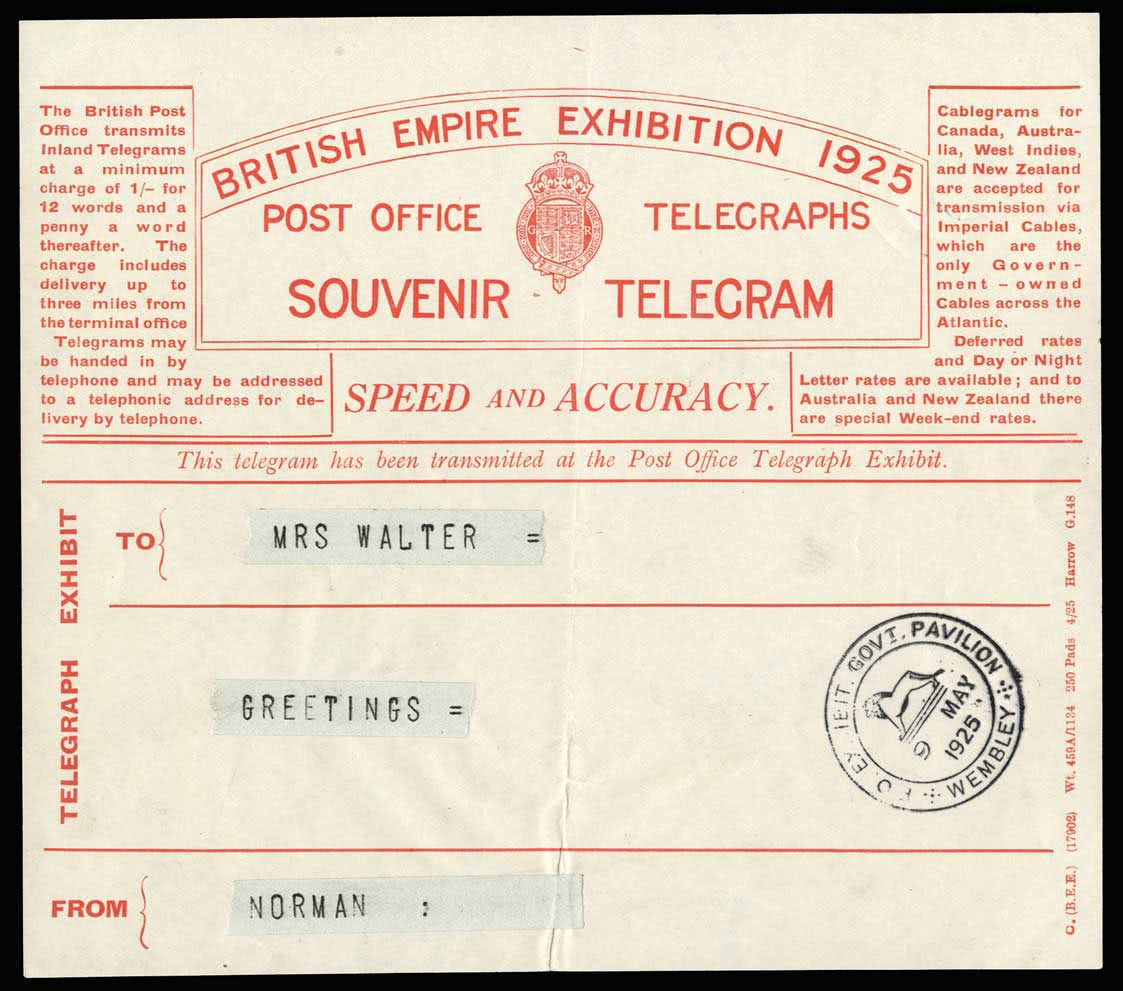 The British Post
Office transmits
Inland Telegrams
at a minimum
charge of 1/– for
12 words and a
penny a word
thereafter. The
charge includes
delivery up to
three miles from
the terminal office
Telegrams may
be handed in by
telephone and may be addressed
to a telephonic address for de–
livery by telephone.
BRITISH EMPIRE EXHIBITION 1925
POST OFFICE TELEGRAPHS
G R
SOUVENIR TELEGRAM
SPEED AND ACCURACY.
Cablegrams for
Canada, Austra–
lia, West Indies,
and New Zealand
are accepted for
transmission via
Imperial Cables,
which are the
only Govern–
ment – owned
Cables across the
Atlantic.
Deferred rates
and Day or Night
Letter rates are available; and to
Australia and New Zealand there
are special Week-end rates.
This telegram has been transmitted at the Post Office Telegraph Exhibit.
TELEGRAPH EXHIBIT
TO
MRS WALTER =
GREETINGS =
GOVT. PAVILION
WEMBLEY
9
MAY
1925
FROM
NORMAN :
C. (B.E.E.) (17902) Wt. 459A/1134 250 Pads 4/25 Harrow G.148